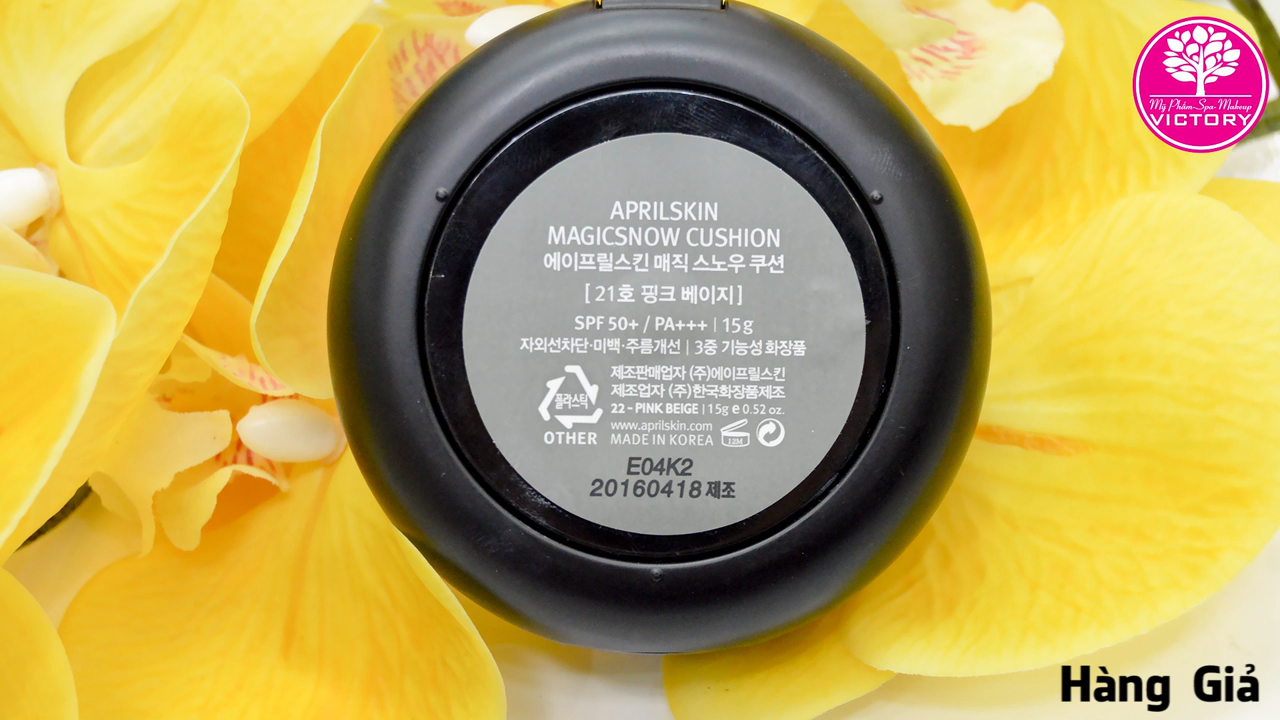 APRILSKIN
MAGICSNOW CUSHION
에이프릴스킨 매직 스노우 쿠션
[ 21호 핑크 베이지 ]
SPF 50+ / PA+++ | 15 g
자외선차단·미백·주름개선 | 3중 기능성 화장품
제조판매업자 (주)에이프릴스킨
제조업자 (주)한국화장품제조
22 - PINK BEIGE | 15g e 0.52 oz.
www.aprilskin.com
MADE IN KOREA
12M
플라스틱
OTHER
E04K2
20160418 제조
Mỹ Phẩm-Spa-Makeup
VICTORY
Hàng Giả